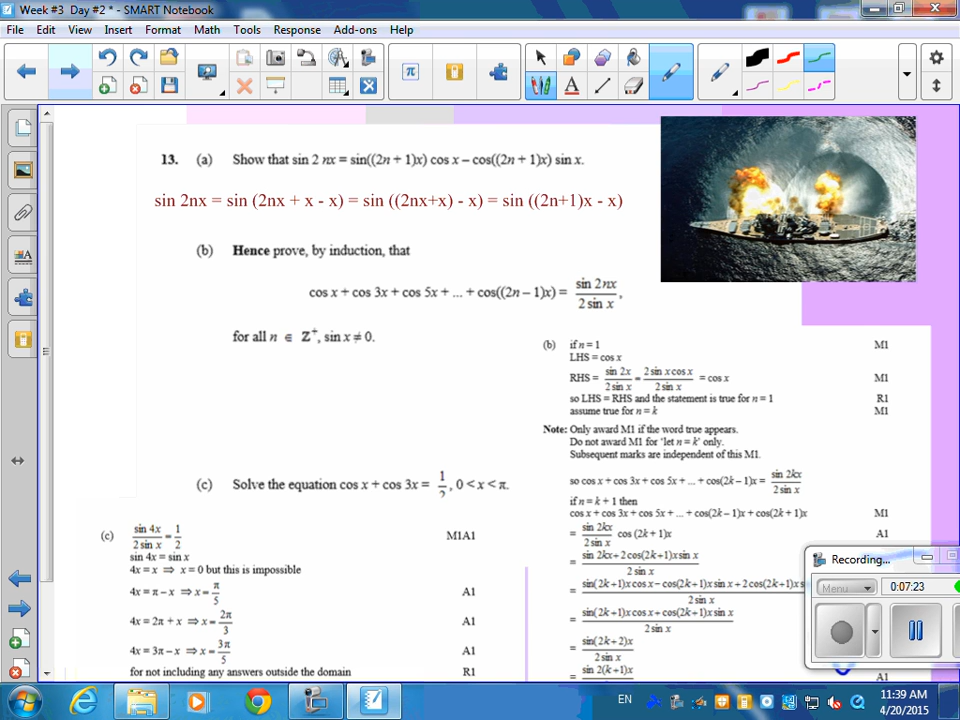 Week #3 Day #2 * - SMART Notebook
File Edit View Insert Format Math Tools Response Add-ons Help
13. (a) Show that sin 2 nx = sin((2n + 1)x) cos x – cos((2n + 1)x) sin x.
sin 2nx = sin (2nx + x - x) = sin ((2nx+x) - x) = sin ((2n+1)x - x)
(b) Hence prove, by induction, that
cos x + cos 3x + cos 5x + ... + cos((2n – 1)x) = sin 2nx / 2 sin x,
for all n ∈ Z⁺, sin x ≠ 0.
(c) Solve the equation cos x + cos 3x = 1/2, 0 < x < π.
(c) sin 4x / 2 sin x = 1/2 M1A1
sin 4x = sin x
4x = x ⇒ x = 0 but this is impossible
4x = π – x ⇒ x = π/5 A1
4x = 2π + x ⇒ x = 2π/3 A1
4x = 3π – x ⇒ x = 3π/5 A1
for not including any answers outside the domain R1
(b) if n = 1 M1
LHS = cos x
RHS = sin 2x / 2 sin x = 2 sin x cos x / 2 sin x = cos x M1
so LHS = RHS and the statement is true for n = 1 R1
assume true for n = k M1
Note: Only award M1 if the word true appears.
Do not award M1 for 'let n = k' only.
Subsequent marks are independent of this M1.
so cos x + cos 3x + cos 5x + ... + cos(2k – 1)x = sin 2kx / 2 sin x
if n = k + 1 then
cos x + cos 3x + cos 5x + ... + cos(2k – 1)x + cos(2k + 1)x M1
= sin 2kx / 2 sin x cos (2k + 1)x A1
= sin 2kx + 2 cos(2k + 1)x sin x / 2 sin x
= sin(2k + 1)x cos x – cos(2k + 1)x sin x + 2 cos(2k + 1)x s / 2 sin x
= sin(2k + 1)x cos x + cos(2k + 1)x sin x / 2 sin x
= sin(2k + 2)x / 2 sin x
= sin 2(k + 1)x A1
Recording...
Menu 0:07:23
EN 11:39 AM
4/20/2015